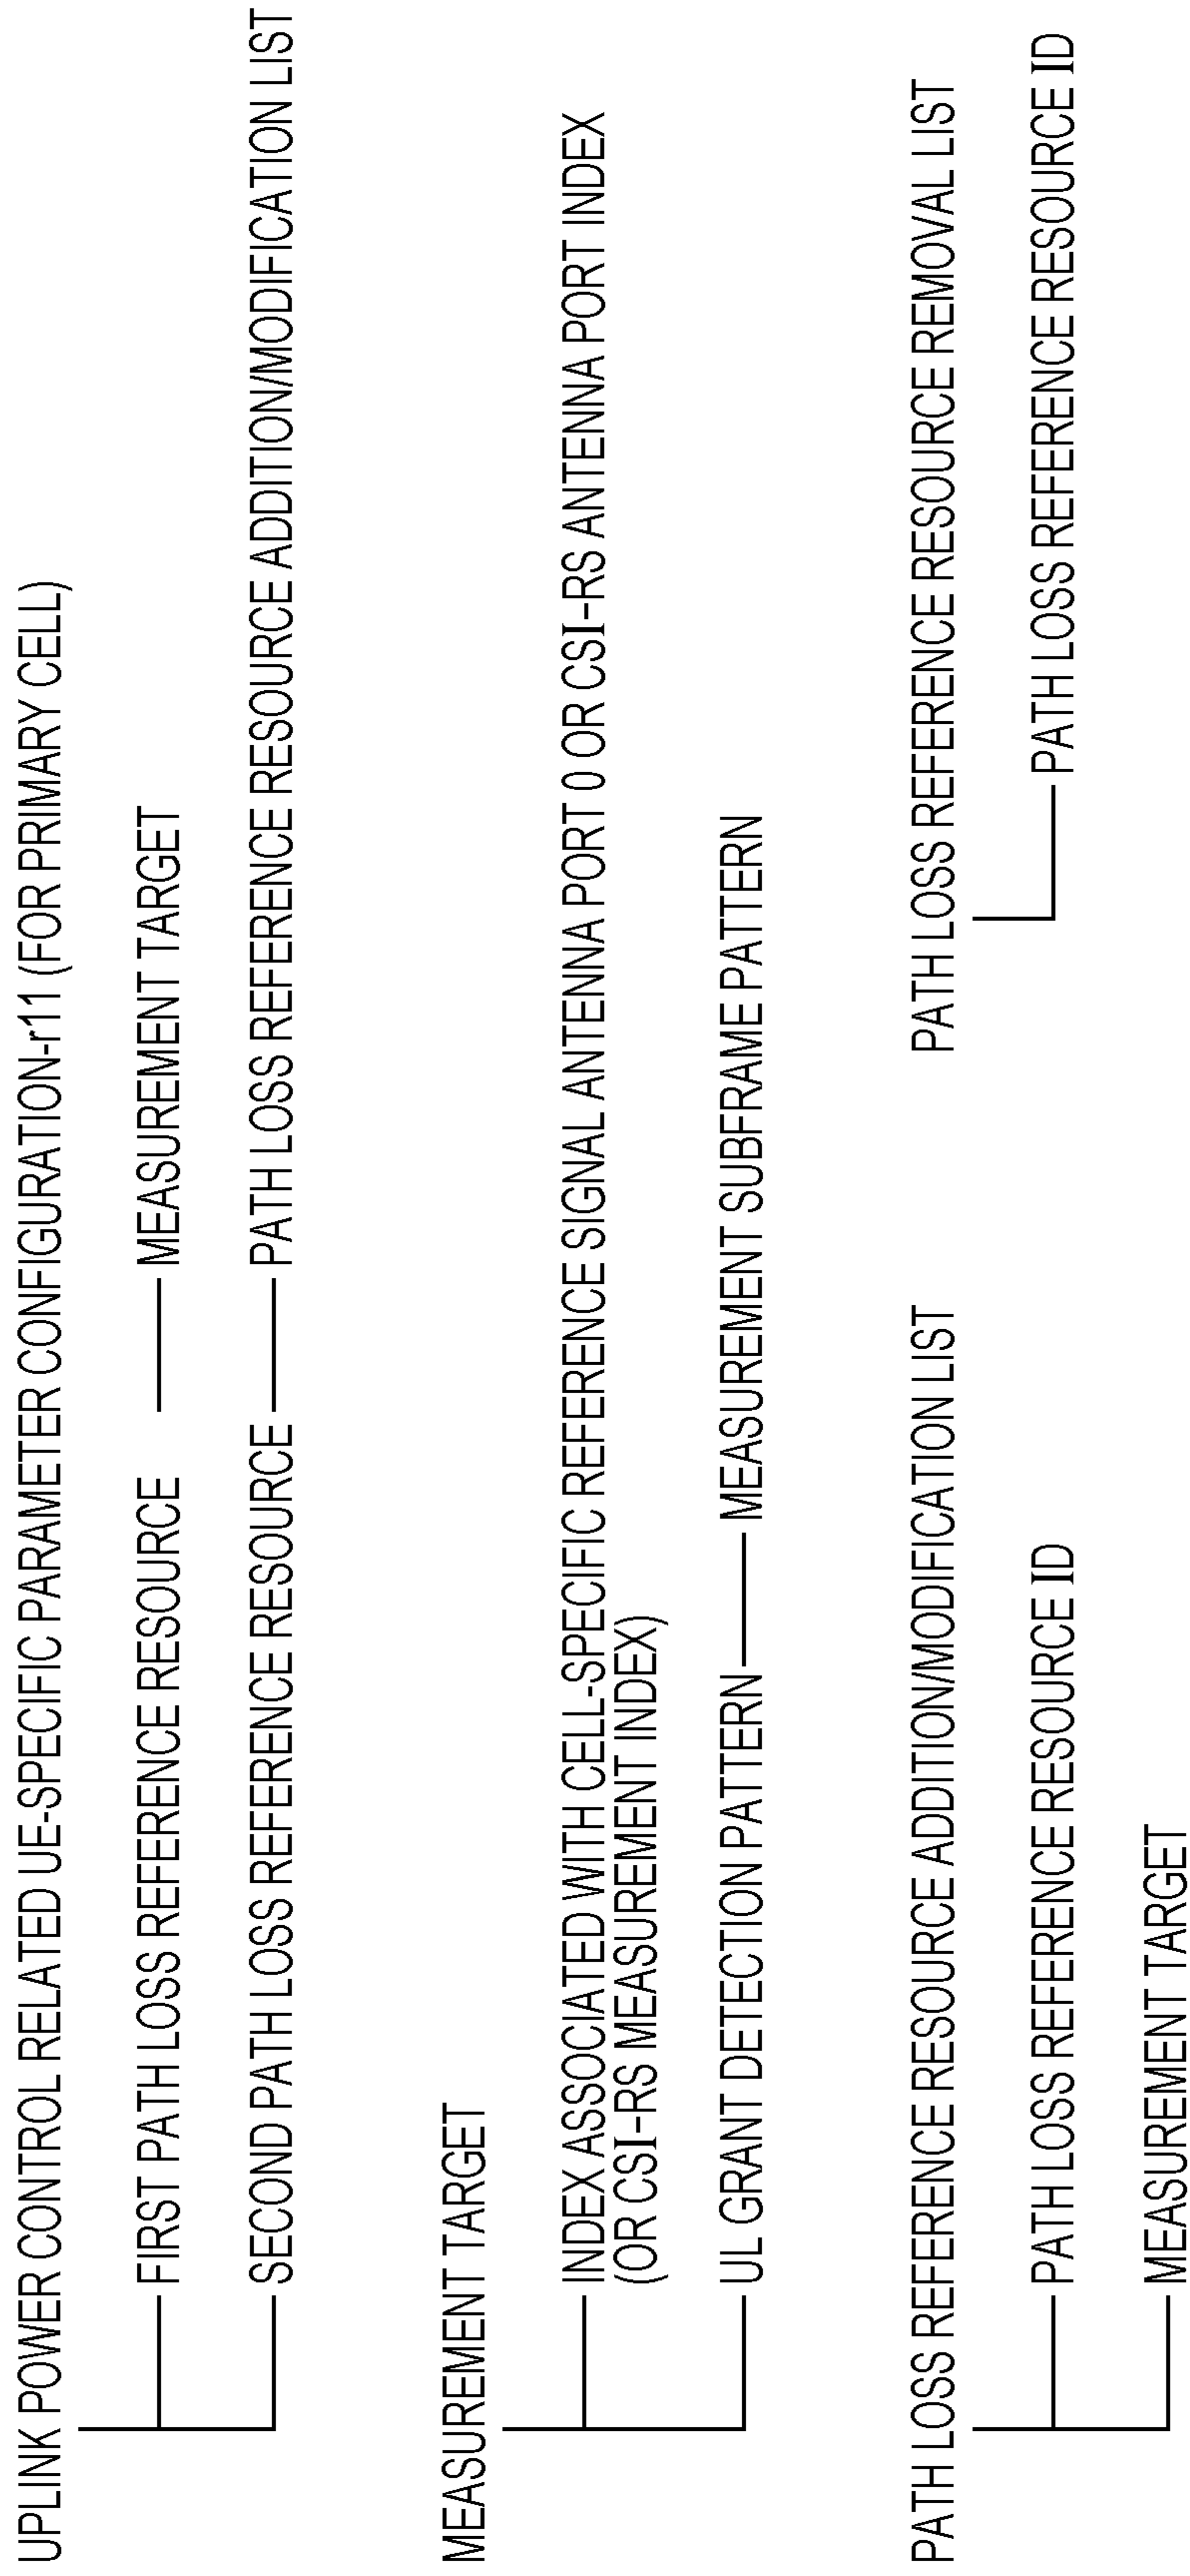 UPLINK POWER CONTROL RELATED UE-SPECIFIC PARAMETER CONFIGURATION-r11 (FOR PRIMARY CELL)
FIRST PATH LOSS REFERENCE RESOURCE MEASUREMENT TARGET
SECOND PATH LOSS REFERENCE RESOURCE PATH LOSS REFERENCE RESOURCE ADDITION/MODIFICATION LIST
MEASUREMENT TARGET
INDEX ASSOCIATED WITH CELL-SPECIFIC REFERENCE SIGNAL ANTENNA PORT 0 OR CSI-RS ANTENNA PORT INDEX
(OR CSI-RS MEASUREMENT INDEX)
UL GRANT DETECTION PATTERN MEASUREMENT SUBFRAME PATTERN
PATH LOSS REFERENCE RESOURCE ADDITION/MODIFICATION LIST
PATH LOSS REFERENCE RESOURCE ID
MEASUREMENT TARGET
PATH LOSS REFERENCE RESOURCE REMOVAL LIST
PATH LOSS REFERENCE RESOURCE ID